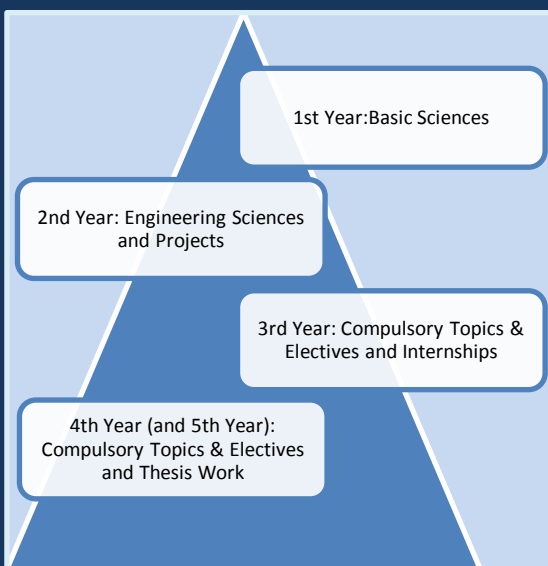 1st Year:Basic Sciences
2nd Year: Engineering Sciences
and Projects
3rd Year: Compulsory Topics &
Electives and Internships
4th Year (and 5th Year):
Compulsory Topics & Electives
and Thesis Work